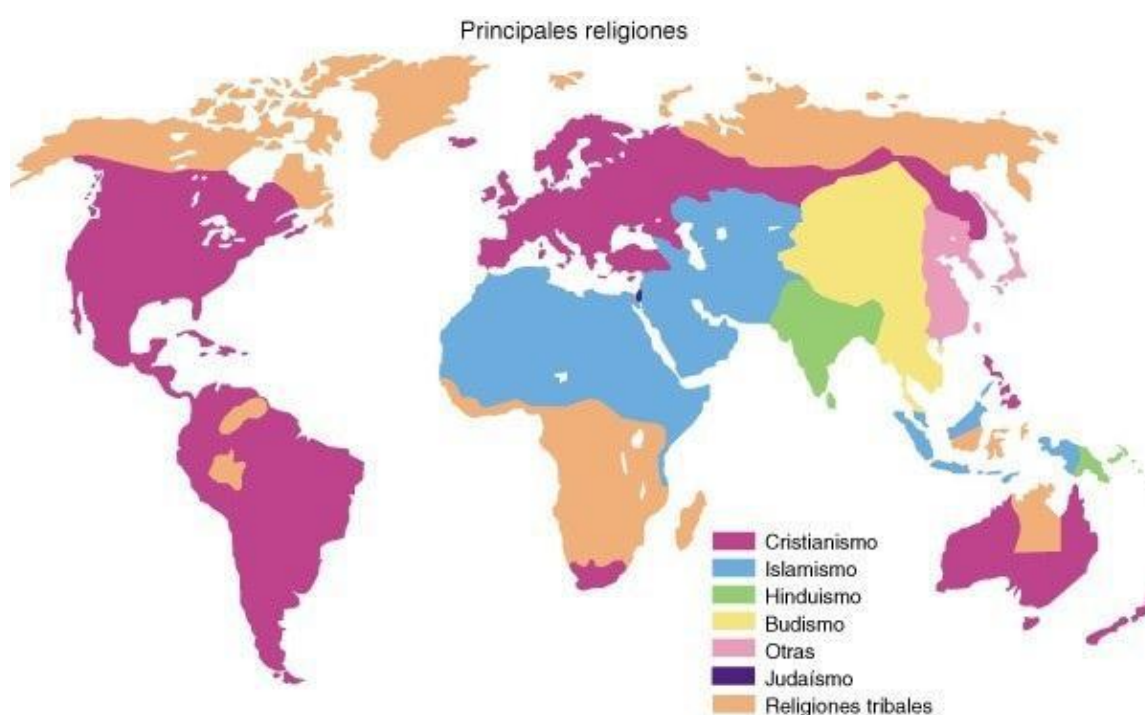 Principales religiones
Cristianismo
Islamismo
Hinduismo
Budismo
Otras
Judaísmo
Religiones tribales